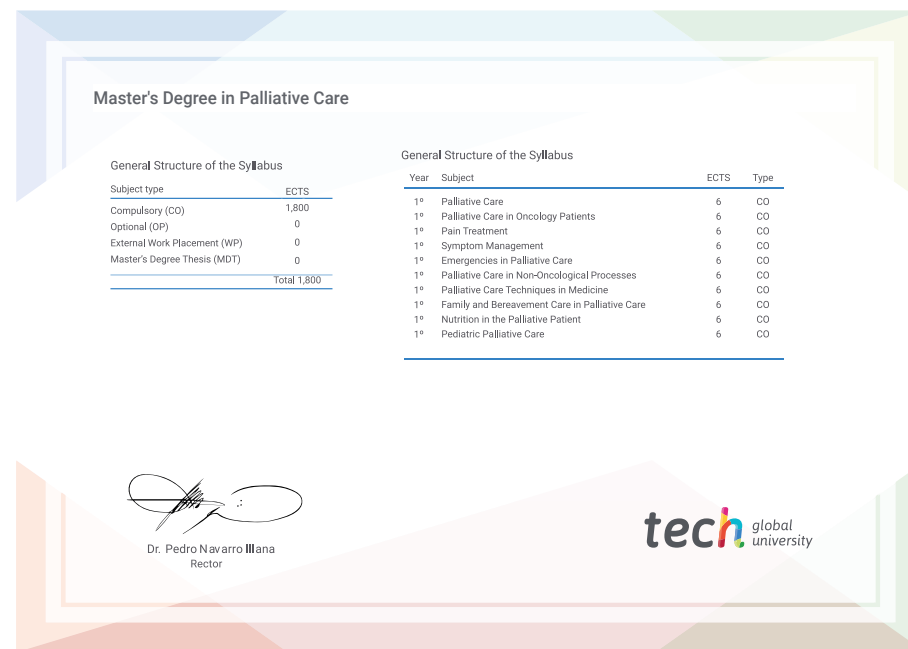 Master's Degree in Palliative Care
General Structure of the Syllabus
Subject type ECTS
Compulsory (CO) 1,800
Optional (OP) 0
External Work Placement (WP) 0
Master's Degree Thesis (MDT) 0
Total 1,800
General Structure of the Syllabus
Year Subject ECTS Type
1º Palliative Care 6 CO
1º Palliative Care in Oncology Patients 6 CO
1º Pain Treatment 6 CO
1º Symptom Management 6 CO
1º Emergencies in Palliative Care 6 CO
1º Palliative Care in Non-Oncological Processes 6 CO
1º Palliative Care Techniques in Medicine 6 CO
1º Family and Bereavement Care in Palliative Care 6 CO
1º Nutrition in the Palliative Patient 6 CO
1º Pediatric Palliative Care 6 CO
Dr. Pedro Navarro Illana
Rector
tech global
university